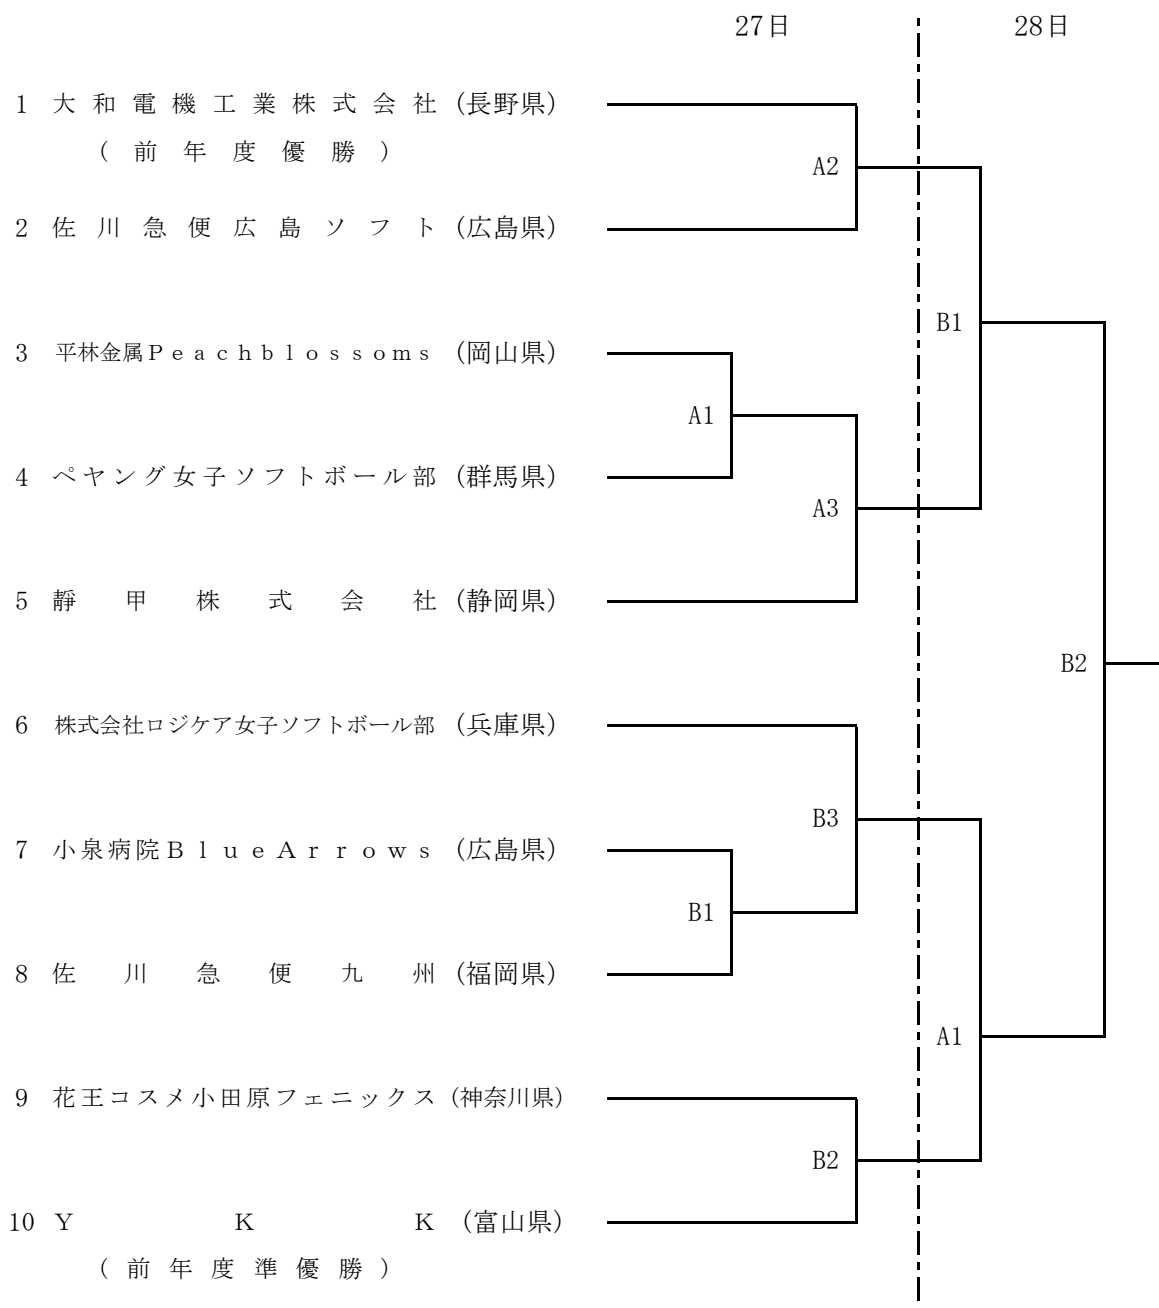 27日 28日
1 大和電機工業株式会社 (長野県)
(前年度優勝)
A2
2 佐川急便広島ソフト (広島県)
B1
3 平林金属Peachblossoms (岡山県)
A1
4 ペヤング女子ソフトボール部 (群馬県)
A3
5 靜甲株式会社 (静岡県)
B2
6 株式会社ロジケア女子ソフトボール部 (兵庫県)
B3
7 小泉病院BlueArrows (広島県)
B1
8 佐川急便九州 (福岡県)
A1
9 花王コスメ小田原フェニックス (神奈川県)
B2
10 YKK (富山県)
(前年度準優勝)